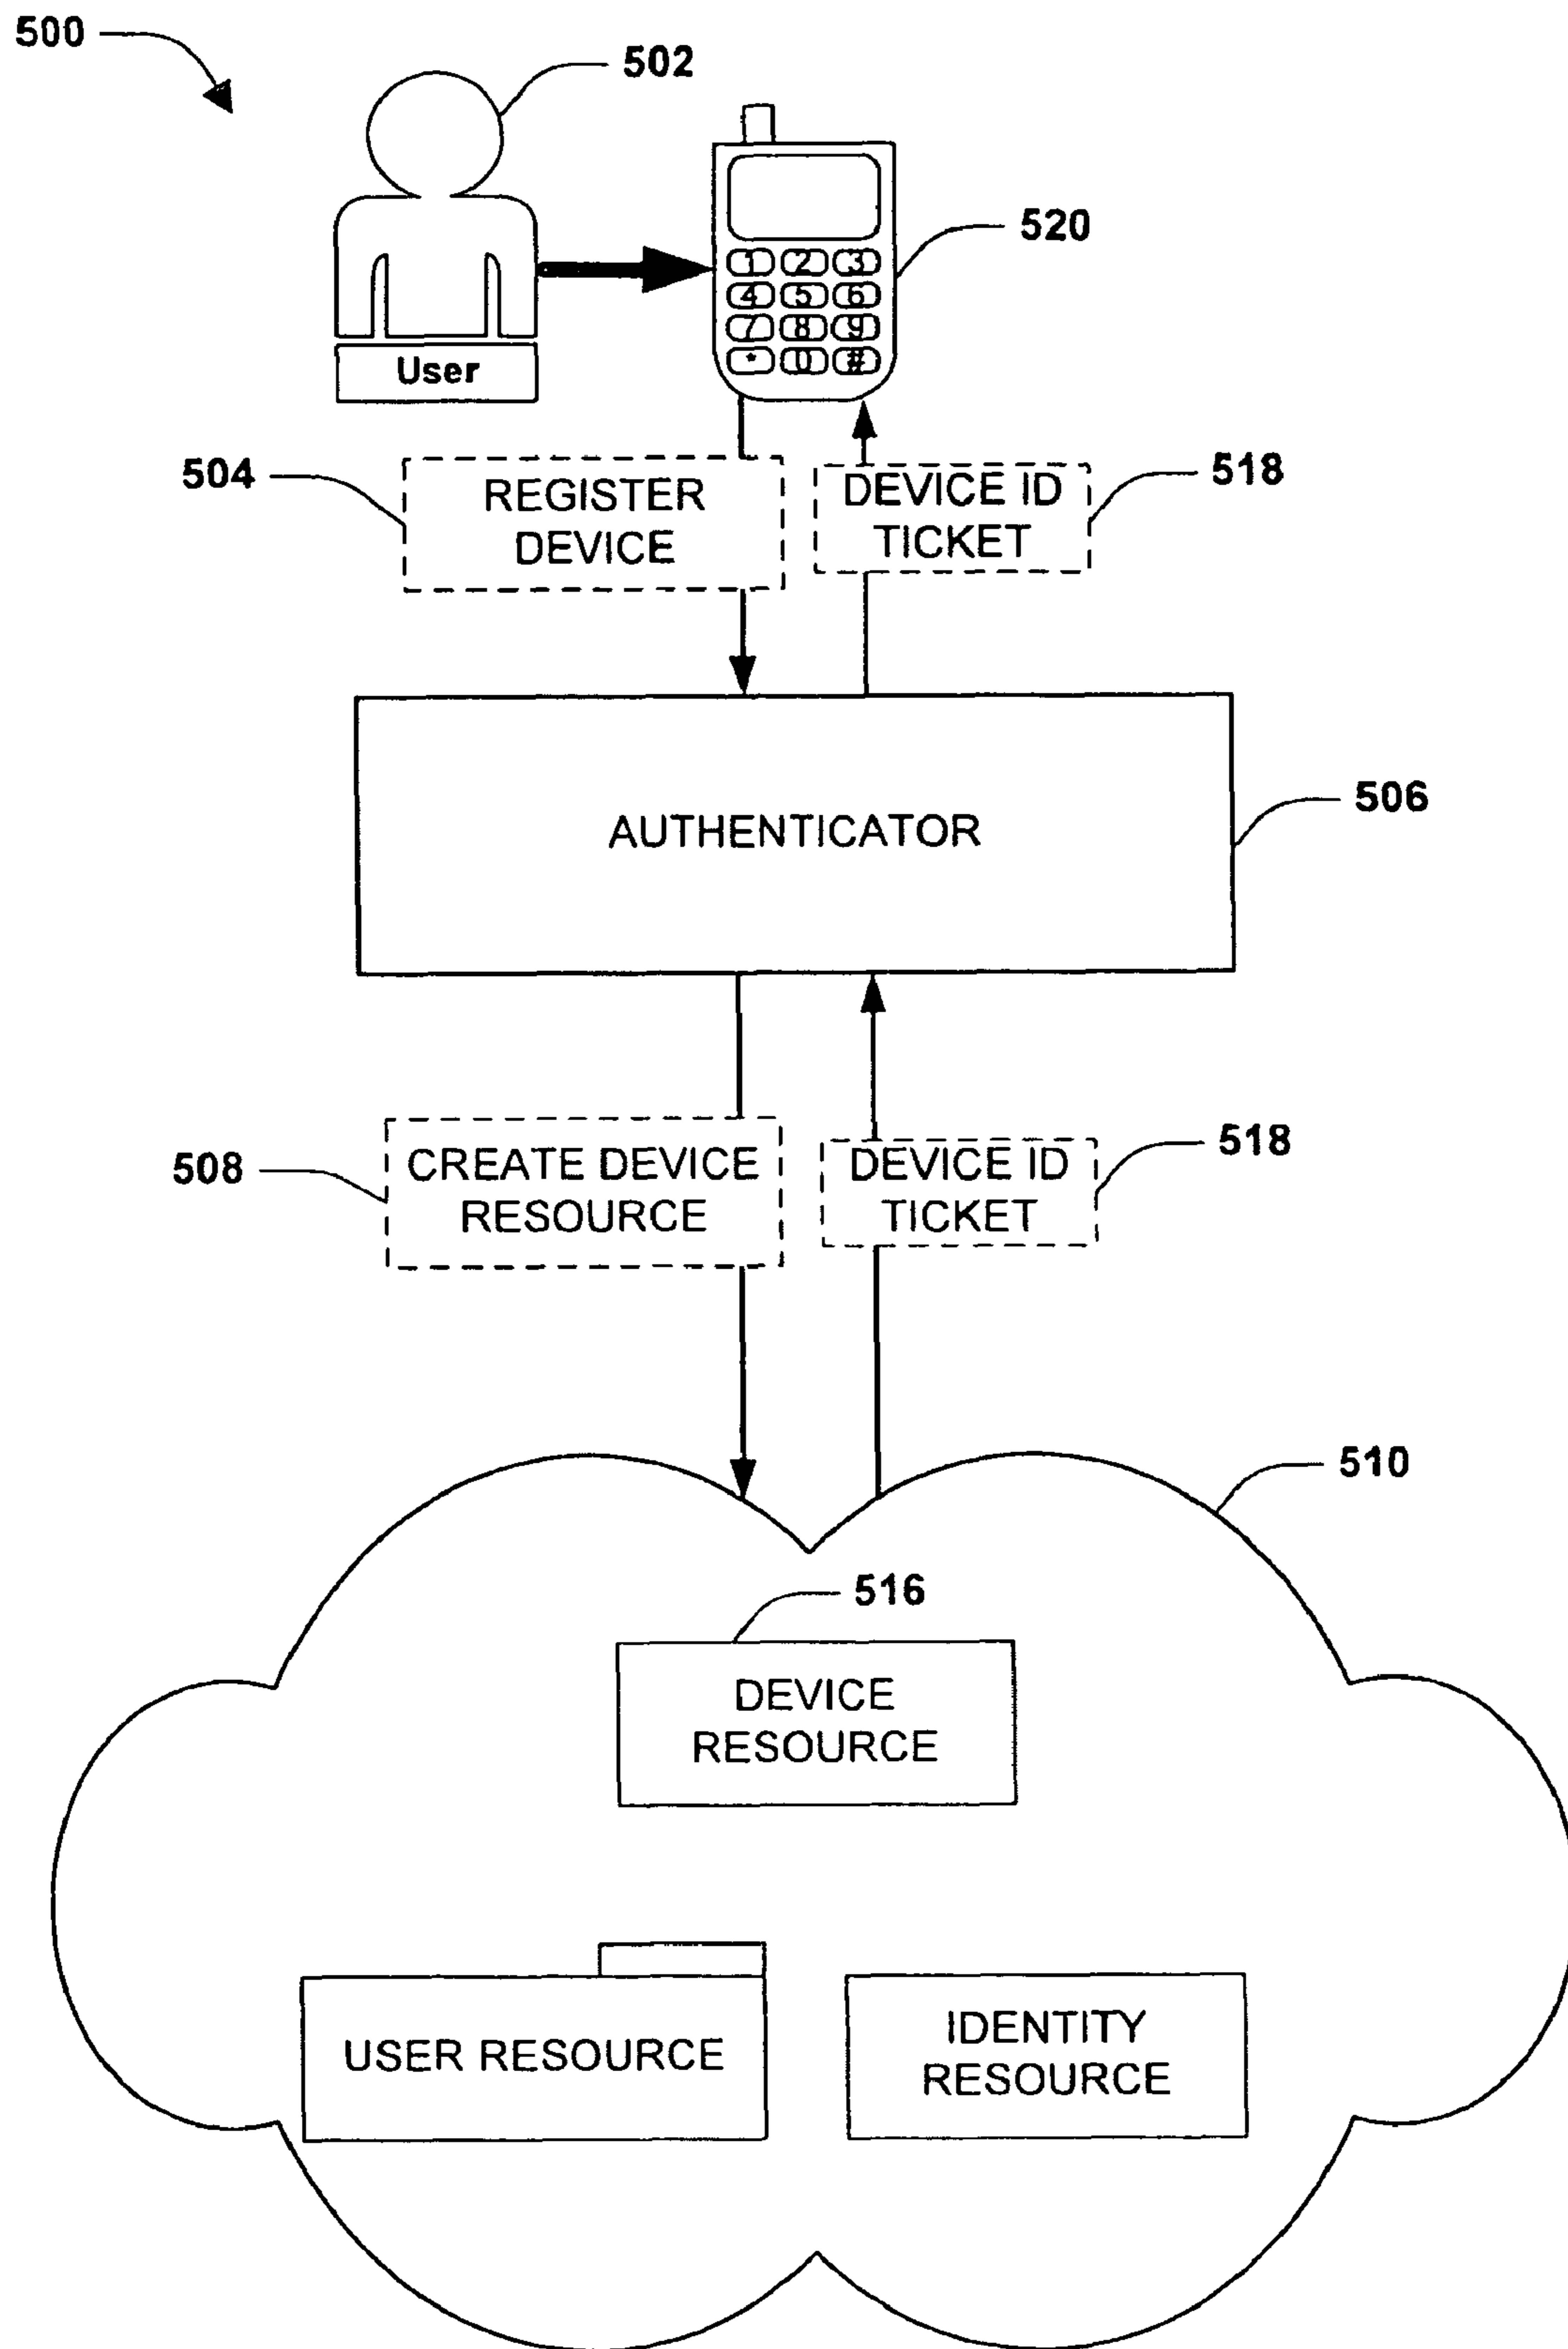 500
502
520
1 2 3
4 5 6
7 8 9
* 0 #
User
504
REGISTER
DEVICE
DEVICE ID
TICKET
518
AUTHENTICATOR
506
508
CREATE DEVICE
RESOURCE
DEVICE ID
TICKET
518
510
516
DEVICE
RESOURCE
USER RESOURCE
IDENTITY
RESOURCE